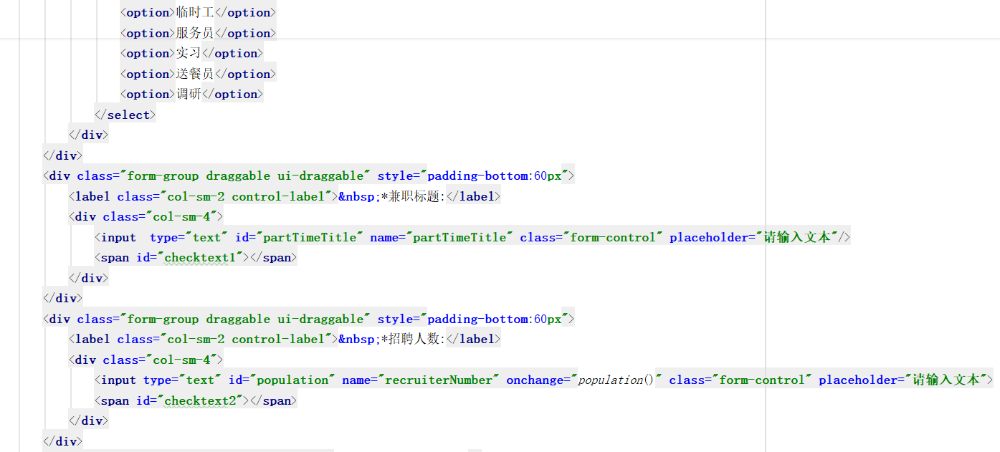 <option>临时工</option>
<option>服务员</option>
<option>实习</option>
<option>送餐员</option>
<option>调研</option>
</select>
</div>
</div>
<div class="form-group draggable ui-draggable" style="padding-bottom:60px">
<label class="col-sm-2 control-label">&nbsp;*兼职标题:</label>
<div class="col-sm-4">
<input  type="text" id="partTimeTitle" name="partTimeTitle" class="form-control" placeholder="请输入文本"/>
<span id="checktext1"></span>
</div>
</div>
<div class="form-group draggable ui-draggable" style="padding-bottom:60px">
<label class="col-sm-2 control-label">&nbsp;*招聘人数:</label>
<div class="col-sm-4">
<input type="text" id="population" name="recruiterNumber" onchange="population()" class="form-control" placeholder="请输入文本">
<span id="checktext2"></span>
</div>
</div>